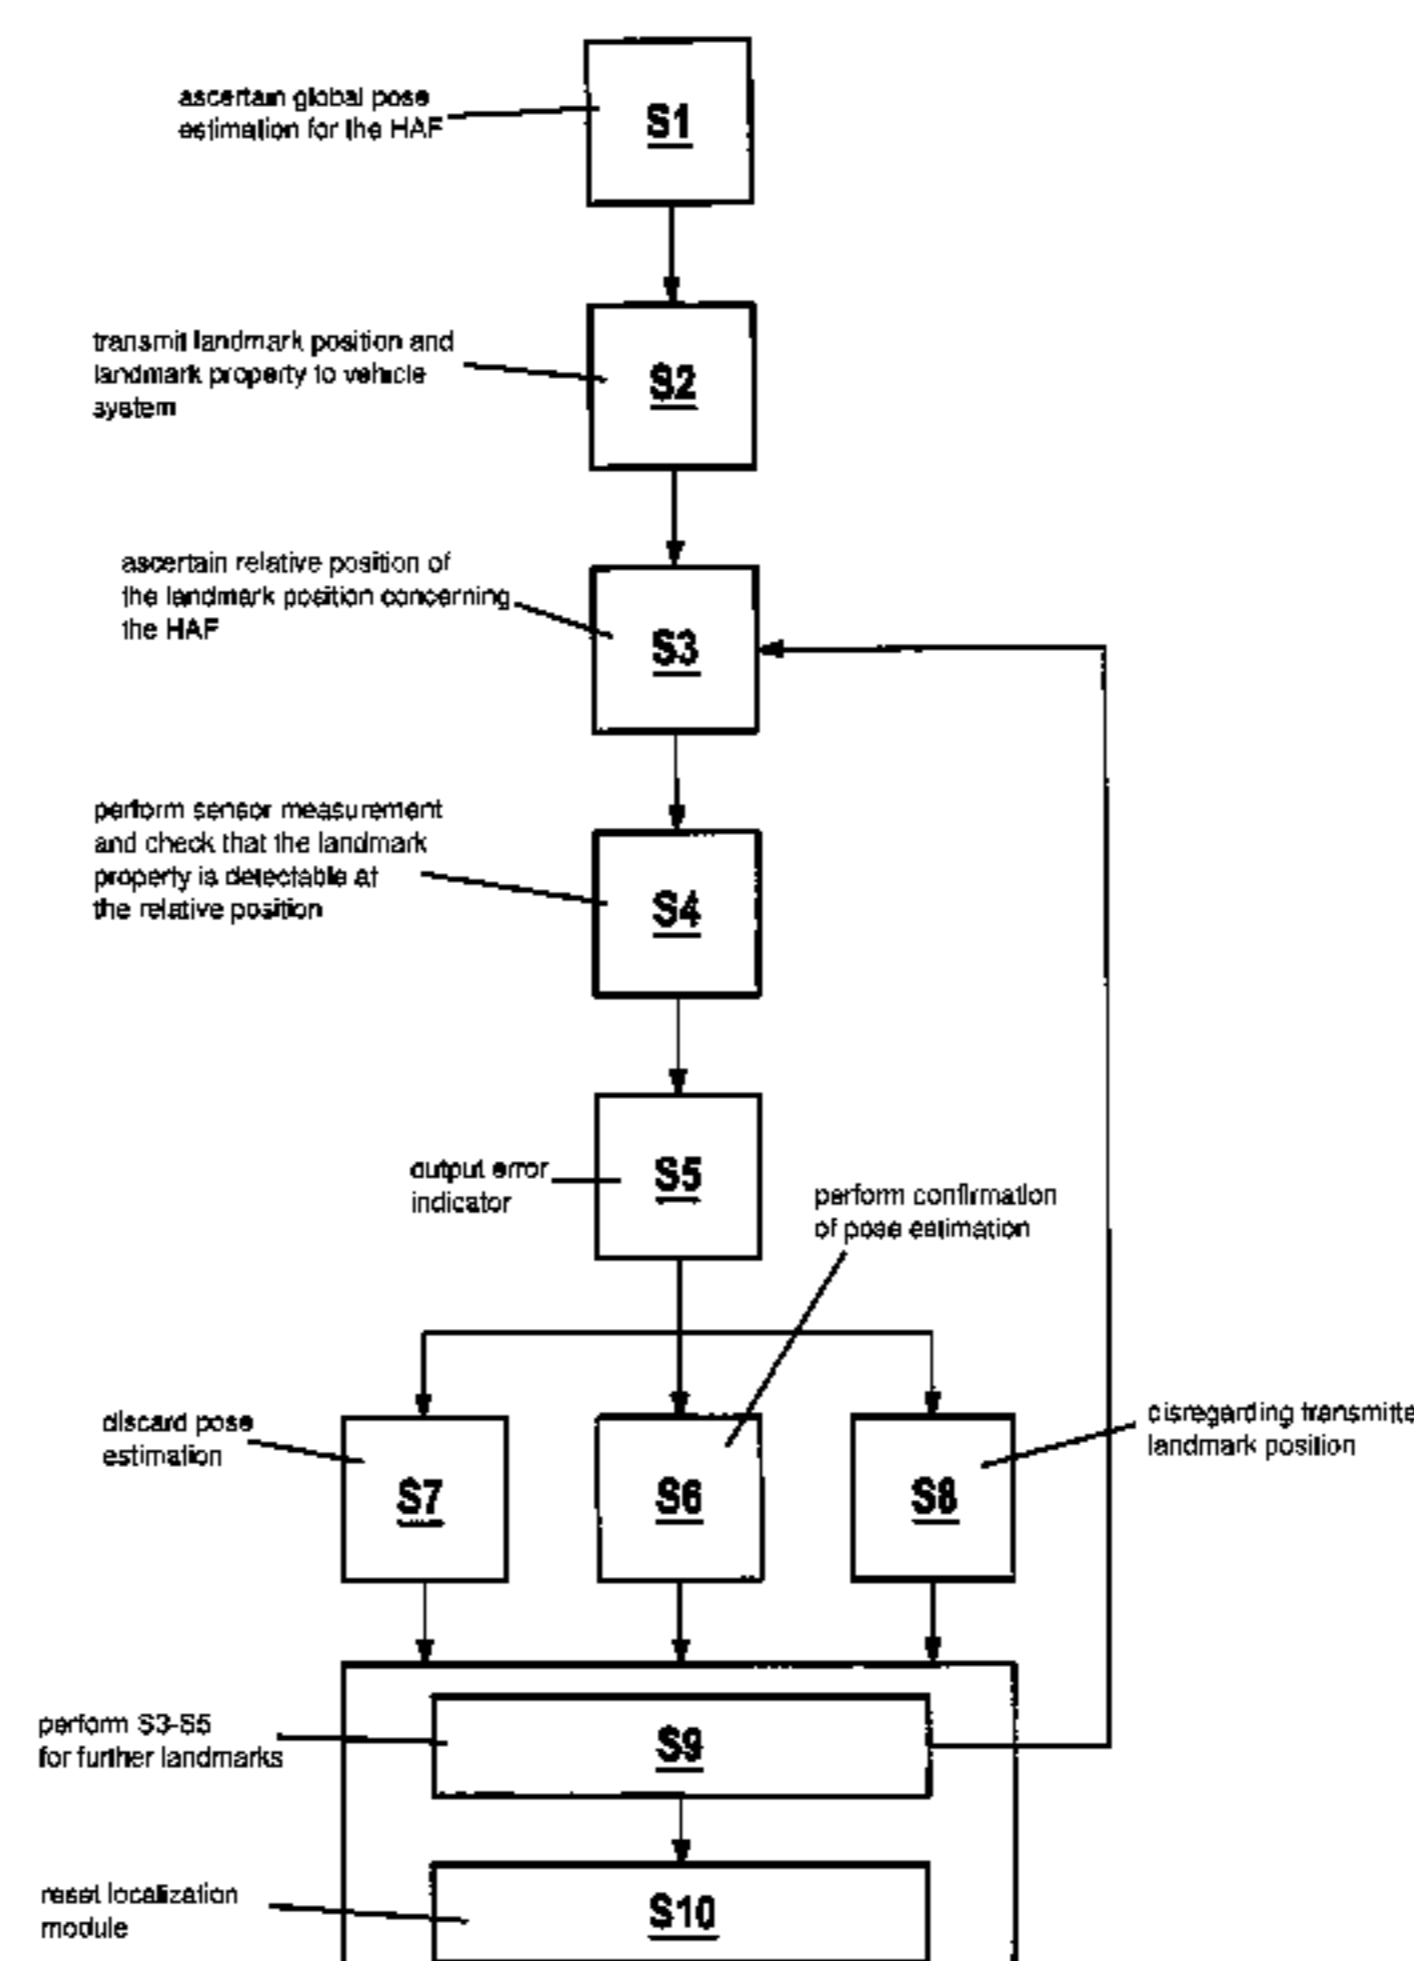 ascertain global pose
estimation for the HAF
S1
transmit landmark position and
landmark property to vehicle
system
S2
ascertain relative position of
the landmark position concerning
the HAF
S3
perform sensor measurement
and check that the landmark
property is detectable at
the relative position
S4
output error
indicator
S5
perform confirmation
of pose estimation
discard pose
estimation
S7
S6
S8
disregarding transmitte
landmark position
perform S3-S5
for further landmarks
S9
reset localization
module
S10